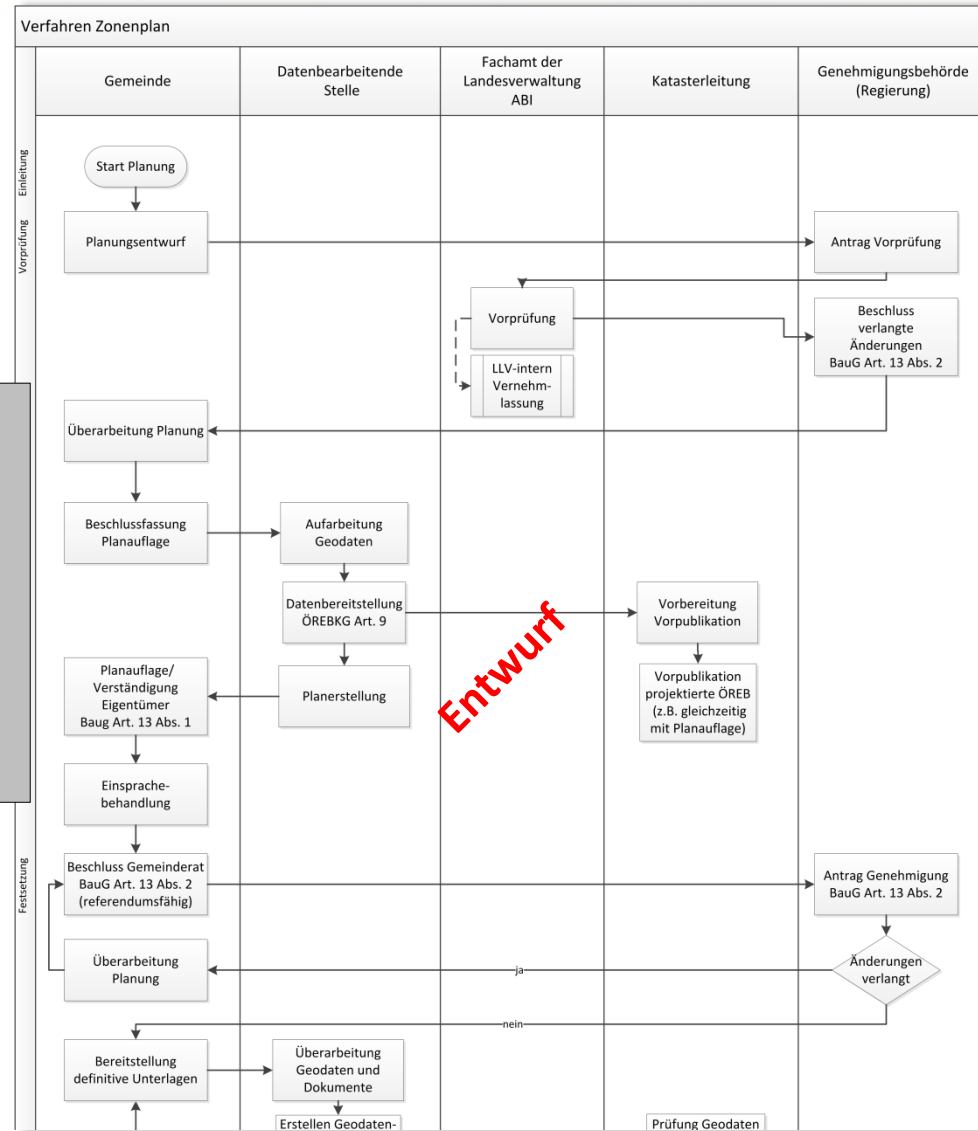 Verfahren Zonenplan
Gemeinde
Datenbearbeitende
Stelle
Fachamt der
Landesverwaltung
ABI
Katasterleitung
Genehmigungsbehörde
(Regierung)
Einleitung
Start Planung
Vorprüfung
Planungsentwurf
Antrag Vorprüfung
Vorprüfung
Beschluss
verlangte
Änderungen
BauG Art. 13 Abs. 2
LLV-intern
Vernehm-
lassung
Überarbeitung Planung
Beschlussfassung
Planauflage
Aufarbeitung
Geodaten
Datenbereitstellung
ÖREBKG Art. 9
Vorbereitung
Vorpublikation
Entwurf
Planauflage/
Verständigung
Eigentümer
Baug Art. 13 Abs. 1
Planerstellung
Vorpublikation
projektierte ÖREB
(z.B. gleichzeitig
mit Planauflage)
Einsprache-
behandlung
Festsetzung
Beschluss Gemeinderat
BauG Art. 13 Abs. 2
(referendumsfähig)
Antrag Genehmigung
BauG Art. 13 Abs. 2
Überarbeitung
Planung
ja
Änderungen
verlangt
nein
Bereitstellung
definitive Unterlagen
Überarbeitung
Geodaten und
Dokumente
Erstellen Geodaten-
Prüfung Geodaten